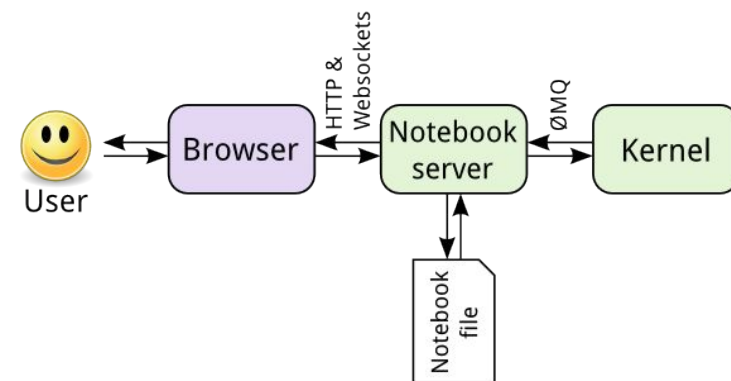 User
Browser
HTTP &
Websockets
Notebook
server
ØMQ
Kernel
Notebook
file